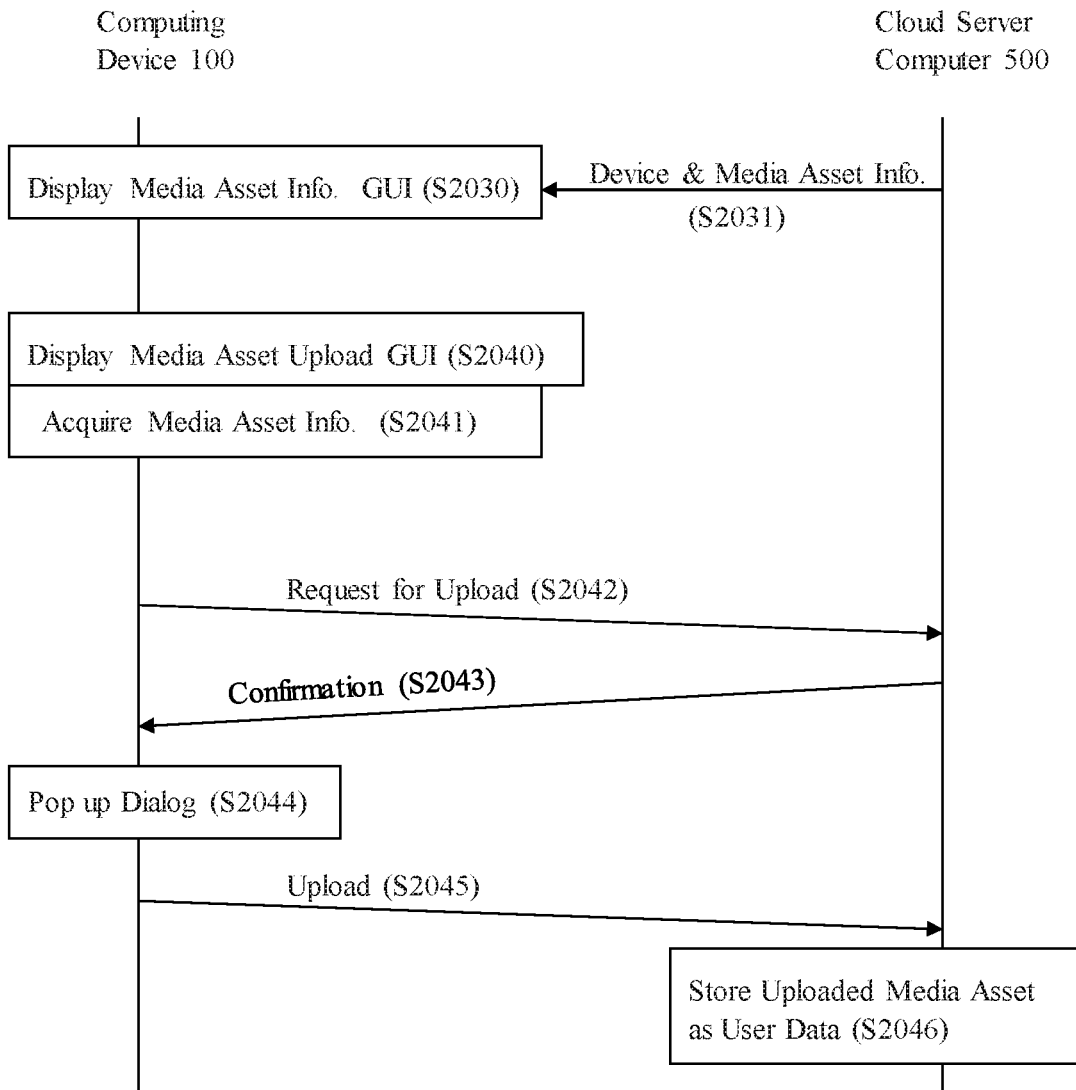 Computing
Device 100
Cloud Server
Computer 500
Display Media Asset Info. GUI (S2030)
Device & Media Asset Info.
(S2031)
Display Media Asset Upload GUI (S2040)
Acquire Media Asset Info. (S2041)
Request for Upload (S2042)
Confirmation (S2043)
Pop up Dialog (S2044)
Upload (S2045)
Store Uploaded Media Asset
as User Data (S2046)